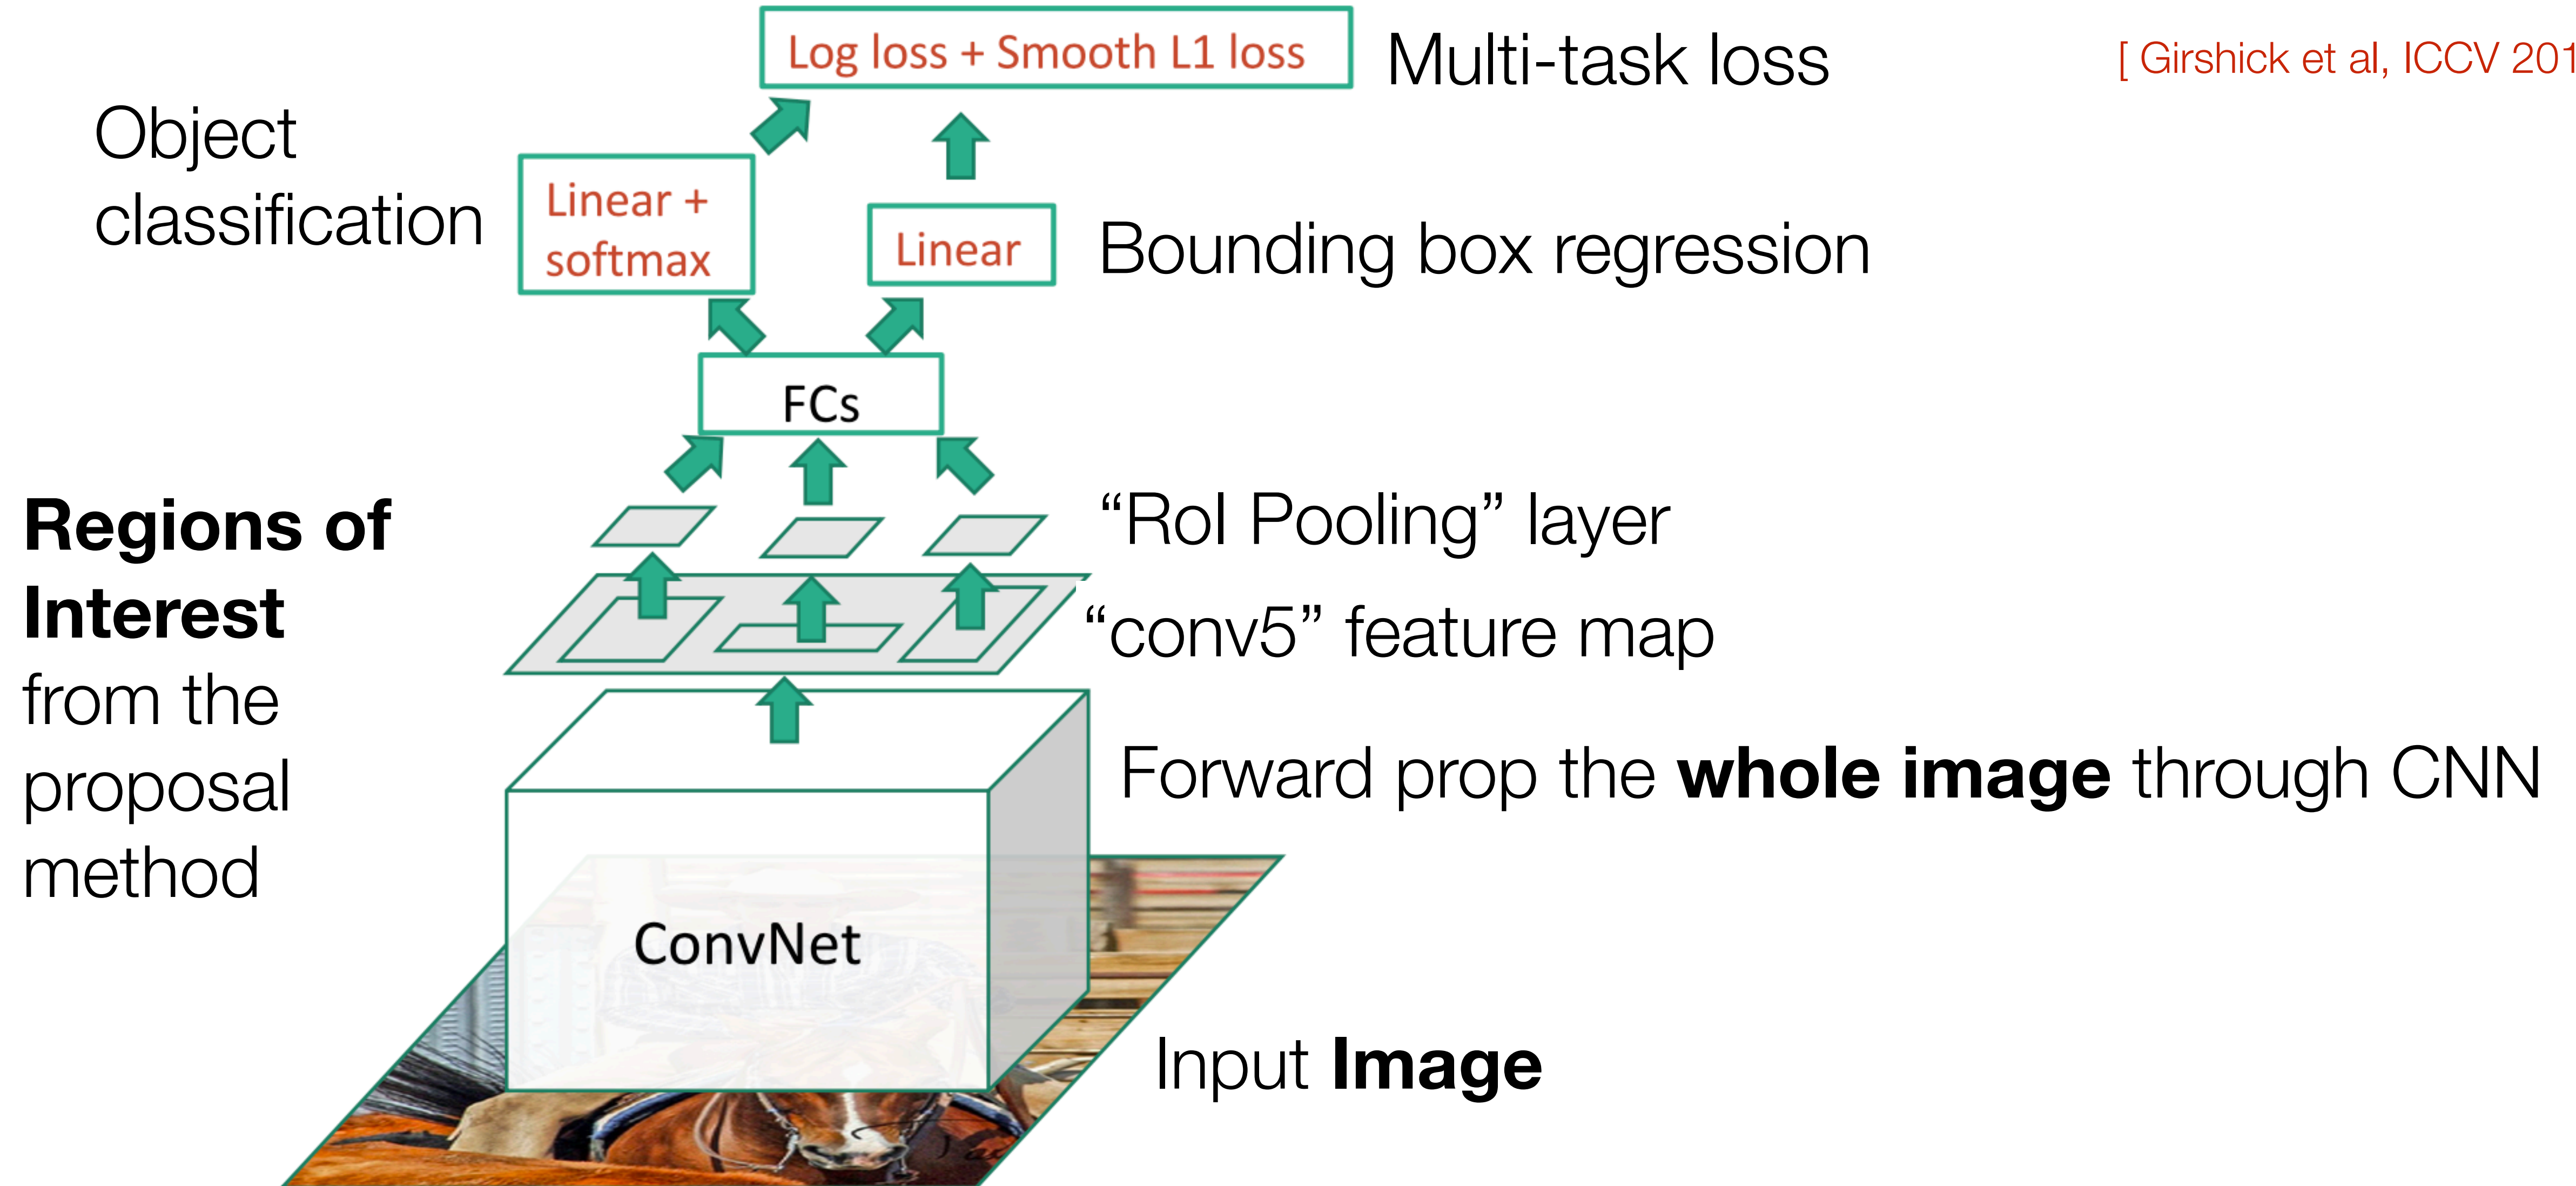 Log loss + Smooth L1 loss
Multi-task loss
[ Girshick et al, ICCV 201
Object
classification
Linear +
softmax
Linear
Bounding box regression
FCs
Regions of
Interest
from the
proposal
method
“RoI Pooling” layer
“conv5” feature map
Forward prop the whole image through CNN
ConvNet
Input Image